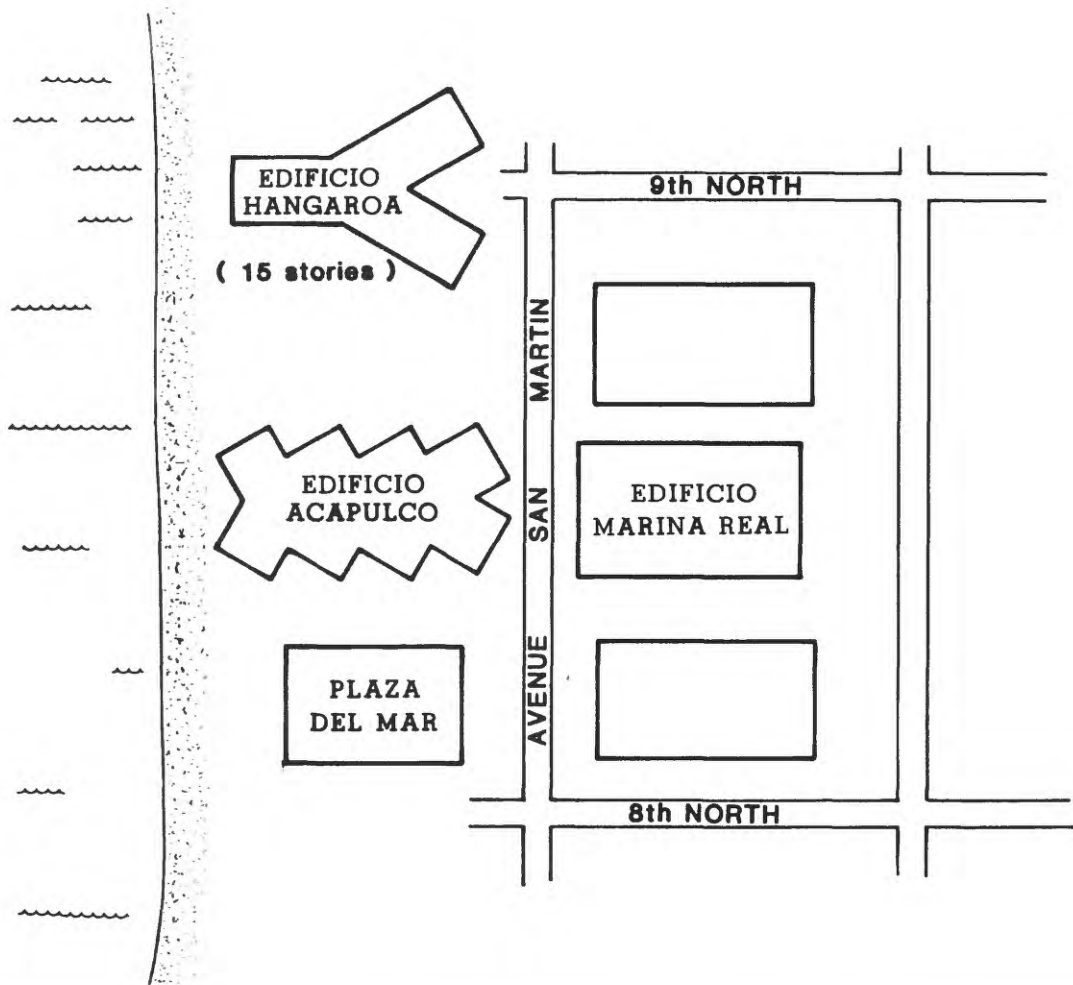 EDIFICIO
HANGAROA
( 15 stories )
9th NORTH
AVENUE SAN MARTIN
EDIFICIO
ACAPULCO
EDIFICIO
MARINA REAL
PLAZA
DEL MAR
8th NORTH